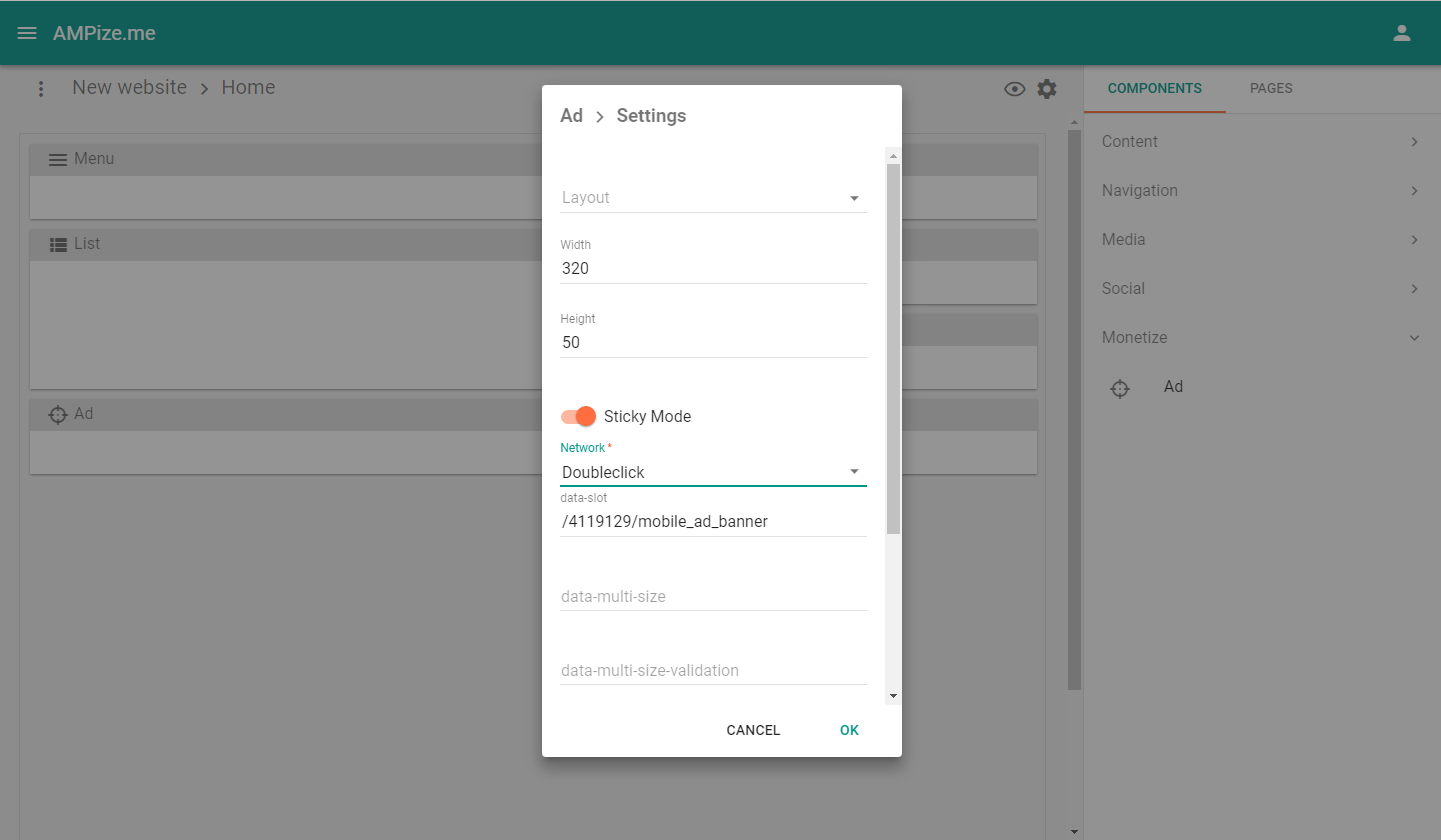 AMPize.me
New website > Home
COMPONENTS PAGES
Menu
List
Ad
Ad > Settings
Layout
Width
320
Height
50
Sticky Mode
Network *
Doubleclick
data-slot
/4119129/mobile_ad_banner
data-multi-size
data-multi-size-validation
CANCEL OK
Content
Navigation
Media
Social
Monetize
Ad